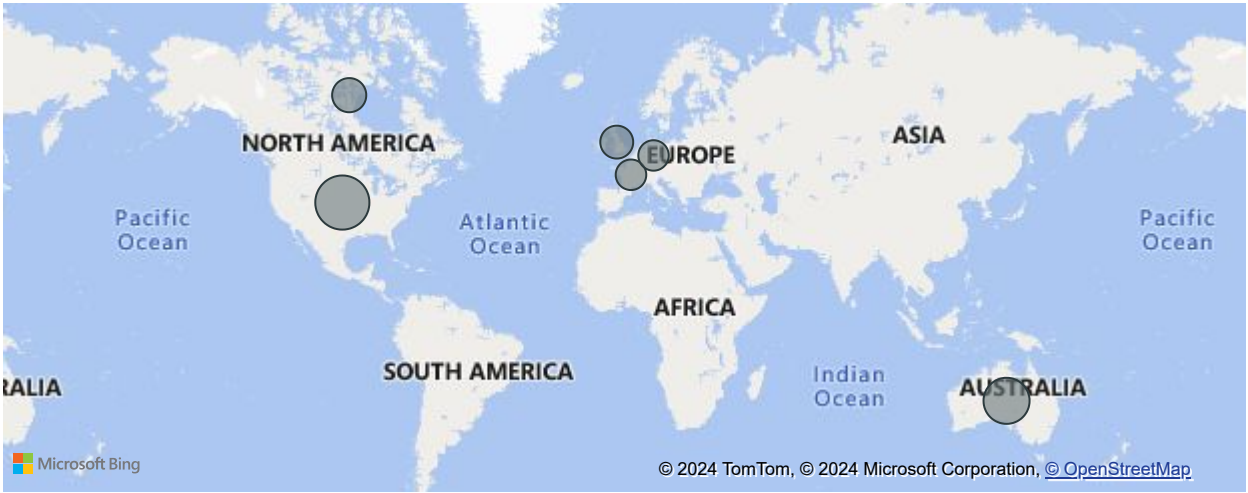 NORTH AMERICA
EUROPE
ASIA
Pacific
Ocean
Atlantic
Ocean
Pacific
Ocean
AFRICA
SOUTH AMERICA
Indian
Ocean
RALIA
AUSTRALIA
Microsoft Bing
© 2024 TomTom, © 2024 Microsoft Corporation, © OpenStreetMap